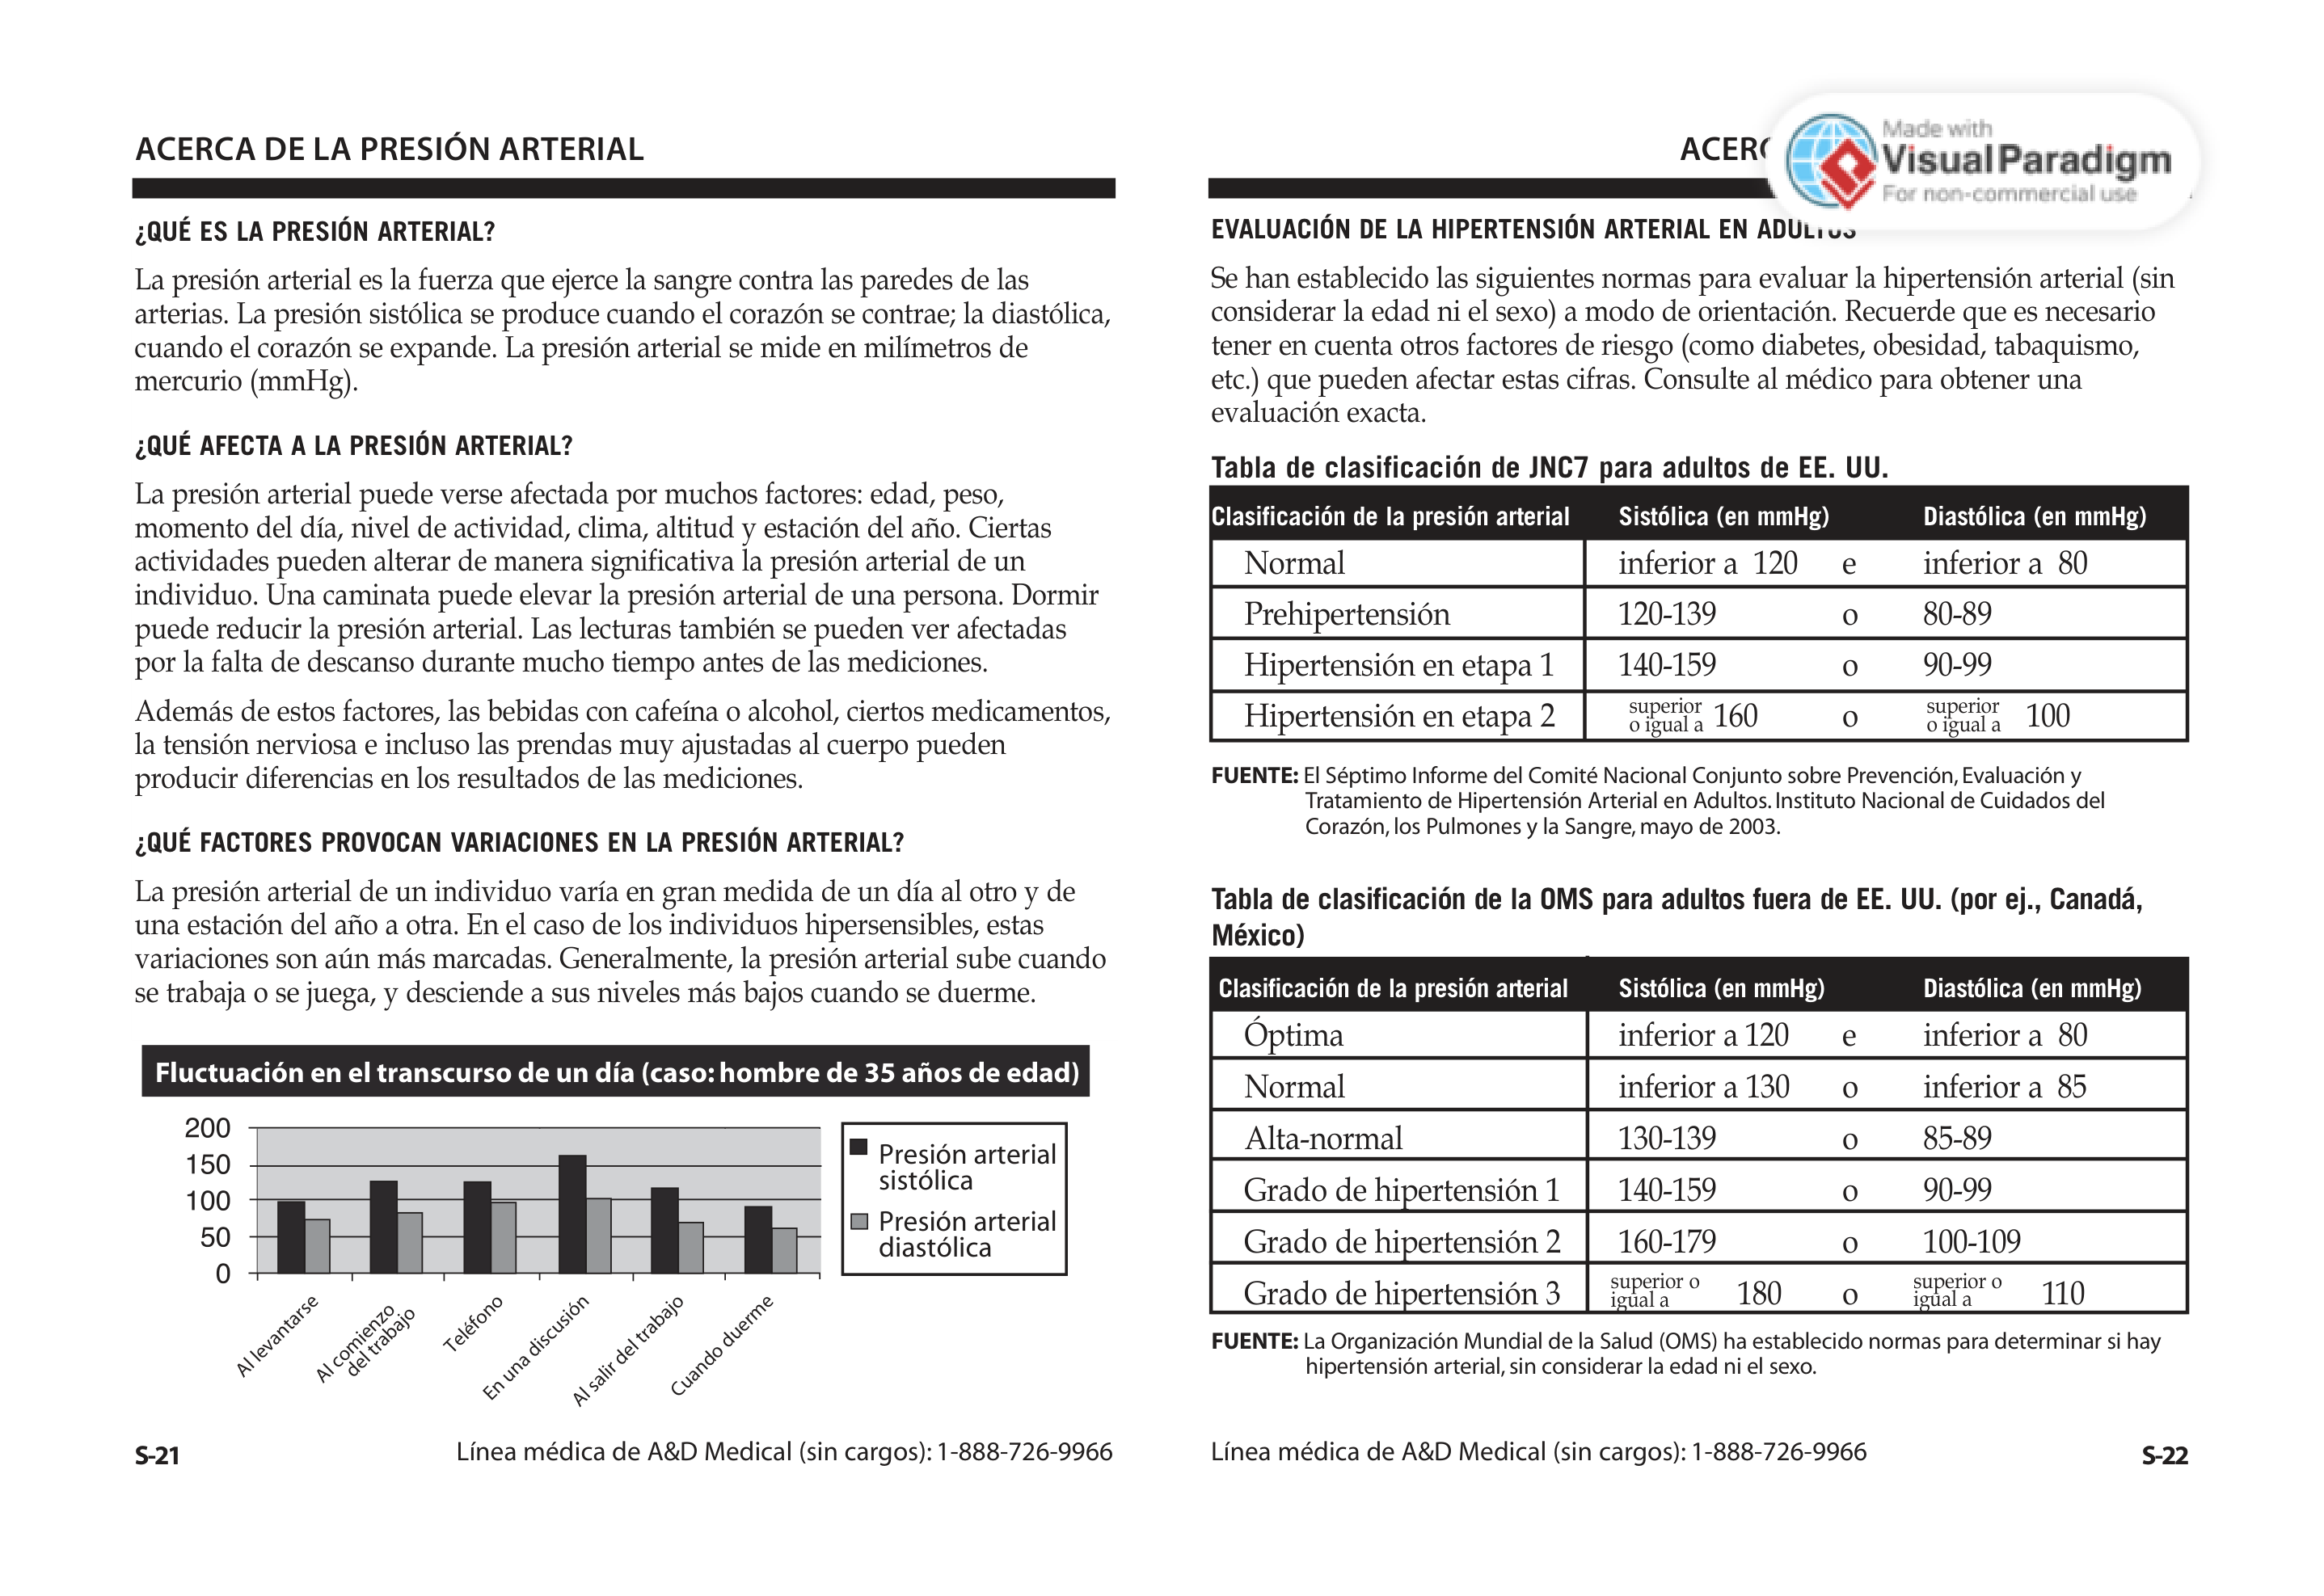 ACERCA DE LA PRESIÓN ARTERIAL
¿QUÉ ES LA PRESIÓN ARTERIAL?
La presión arterial es la fuerza que ejerce la sangre contra las paredes de las
arterias. La presión sistólica se produce cuando el corazón se contrae; la diastólica,
cuando el corazón se expande. La presión arterial se mide en milímetros de
mercurio (mmHg).
¿QUÉ AFECTA A LA PRESIÓN ARTERIAL?
La presión arterial puede verse afectada por muchos factores: edad, peso,
momento del día, nivel de actividad, clima, altitud y estación del año. Ciertas
actividades pueden alterar de manera significativa la presión arterial de un
individuo. Una caminata puede elevar la presión arterial de una persona. Dormir
puede reducir la presión arterial. Las lecturas también se pueden ver afectadas
por la falta de descanso durante mucho tiempo antes de las mediciones.
Además de estos factores, las bebidas con cafeína o alcohol, ciertos medicamentos,
la tensión nerviosa e incluso las prendas muy ajustadas al cuerpo pueden
producir diferencias en los resultados de las mediciones.
¿QUÉ FACTORES PROVOCAN VARIACIONES EN LA PRESIÓN ARTERIAL?
La presión arterial de un individuo varía en gran medida de un día al otro y de
una estación del año a otra. En el caso de los individuos hipersensibles, estas
variaciones son aún más marcadas. Generalmente, la presión arterial sube cuando
se trabaja o se juega, y desciende a sus niveles más bajos cuando se duerme.
Fluctuación en el transcurso de un día (caso: hombre de 35 años de edad)
200
150
100
50
0
Presión arterial
sistólica
Presión arterial
diastólica
Al levantarse
Al comienzo
del trabajo
Teléfono
En una discusión
Al salir del trabajo
Cuando duerme
S-21 Línea médica de A&D Medical (sin cargos): 1-888-726-9966
Made with
Visual Paradigm
For non-commercial use
EVALUACIÓN DE LA HIPERTENSIÓN ARTERIAL EN ADULTOS
Se han establecido las siguientes normas para evaluar la hipertensión arterial (sin
considerar la edad ni el sexo) a modo de orientación. Recuerde que es necesario
tener en cuenta otros factores de riesgo (como diabetes, obesidad, tabaquismo,
etc.) que pueden afectar estas cifras. Consulte al médico para obtener una
evaluación exacta.
Tabla de clasificación de JNC7 para adultos de EE. UU.
Clasificación de la presión arterial Sistólica (en mmHg) Diastólica (en mmHg)
Normal inferior a 120 e inferior a 80
Prehipertensión 120-139 o 80-89
Hipertensión en etapa 1 140-159 o 90-99
Hipertensión en etapa 2 superior o igual a 160 o superior o igual a 100
FUENTE: El Séptimo Informe del Comité Nacional Conjunto sobre Prevención, Evaluación y
Tratamiento de Hipertensión Arterial en Adultos. Instituto Nacional de Cuidados del
Corazón, los Pulmones y la Sangre, mayo de 2003.
Tabla de clasificación de la OMS para adultos fuera de EE. UU. (por ej., Canadá,
México)
Clasificación de la presión arterial Sistólica (en mmHg) Diastólica (en mmHg)
Óptima inferior a 120 e inferior a 80
Normal inferior a 130 o inferior a 85
Alta-normal 130-139 o 85-89
Grado de hipertensión 1 140-159 o 90-99
Grado de hipertensión 2 160-179 o 100-109
Grado de hipertensión 3 superior o igual a 180 o superior o igual a 110
FUENTE: La Organización Mundial de la Salud (OMS) ha establecido normas para determinar si hay
hipertensión arterial, sin considerar la edad ni el sexo.
Línea médica de A&D Medical (sin cargos): 1-888-726-9966 S-22